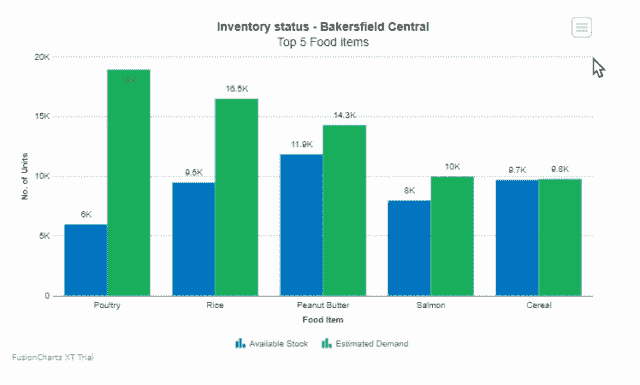 Inventory status - Bakersfield Central
Top 5 Food items
20K
15K
10K
5K
0
No. of Units
6K
19K
9.5K
16.5K
11.9K
14.3K
8K
10K
9.7K
9.8K
Poultry
Rice
Peanut Butter
Salmon
Cereal
Food Item
Available Stock
Estimated Demand
FusionCharts XT Trial